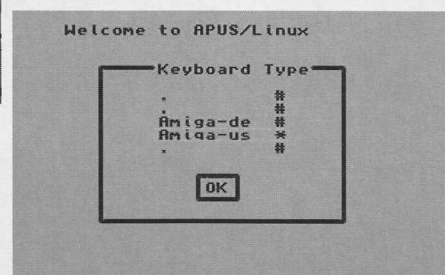 Welcome to APUS/Linux
Keyboard Type
. #
. #
Amiga-de #
Amiga-us *
. #
OK